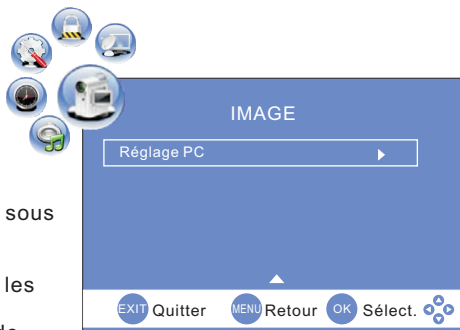 IMAGE
Réglage PC
sous
les
EXIT Quitter MENU Retour OK Sélect.